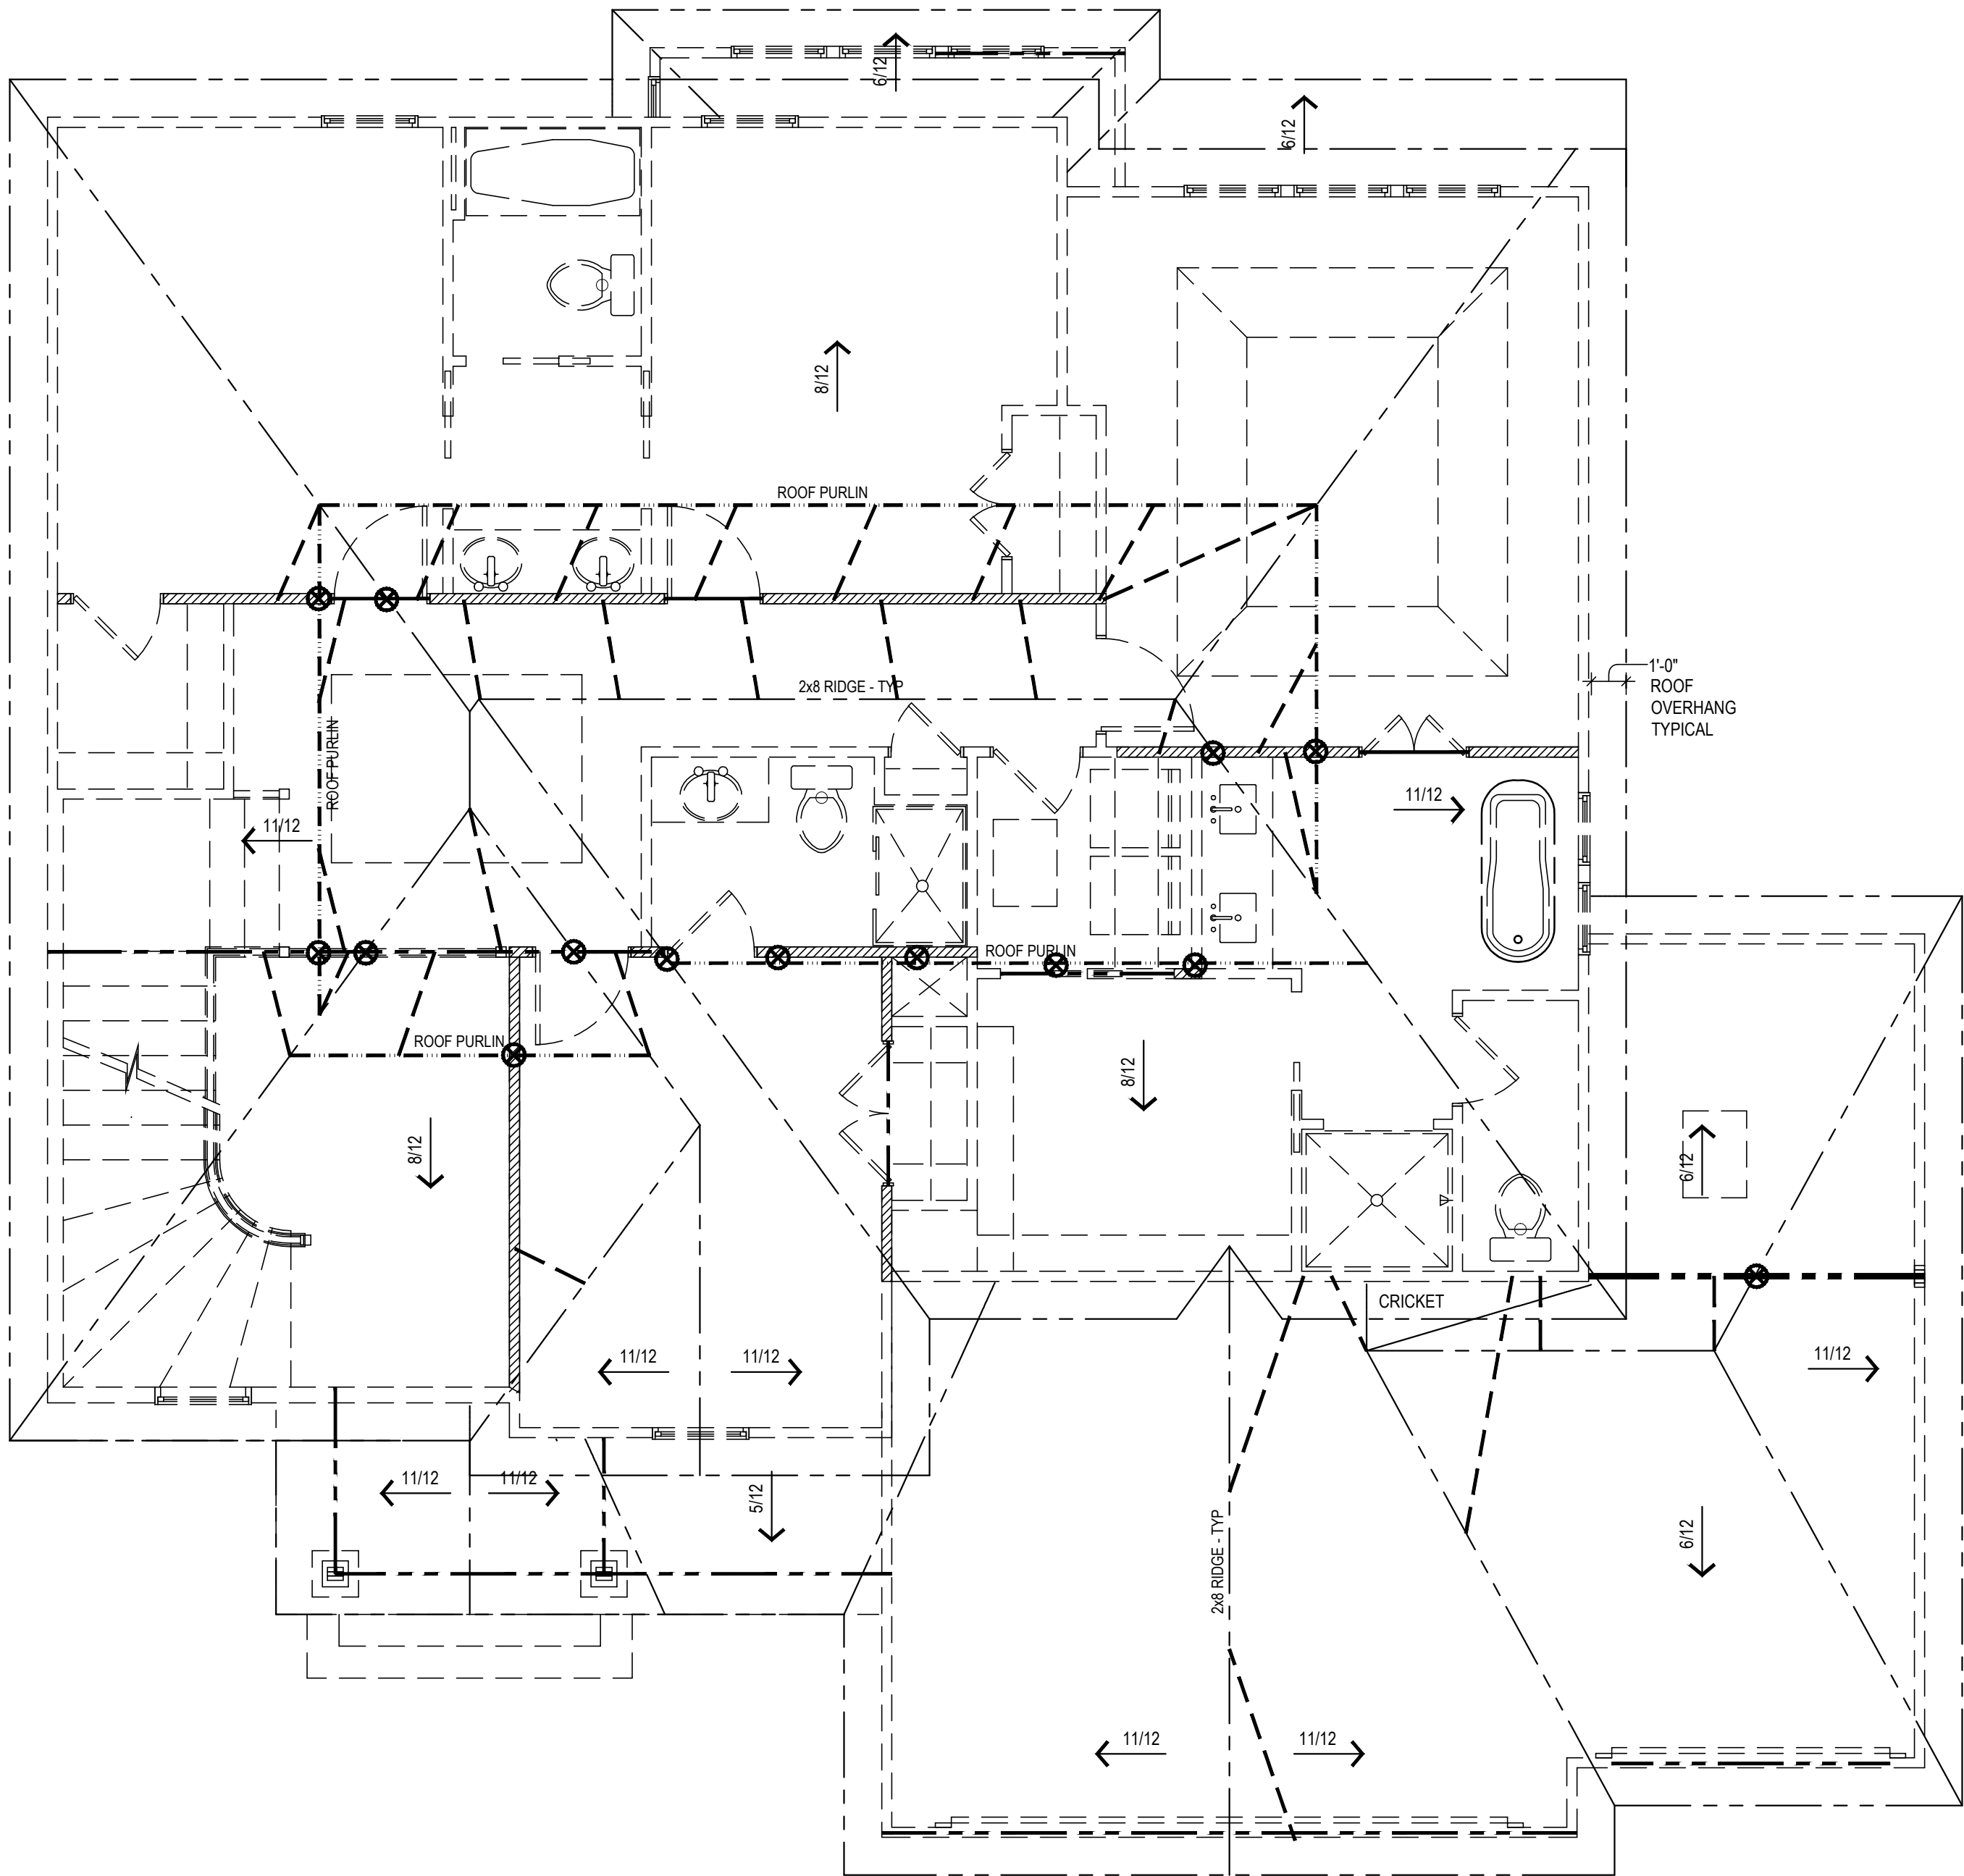 6/12
6/12
8/12
ROOF PURLIN
2x8 RIDGE - TYP
1'-0"
ROOF
OVERHANG
TYPICAL
ROOF PURLIN
11/12
11/12
ROOF PURLIN
ROOF PURLIN
8/12
8/12
6/12
CRICKET
11/12
11/12
11/12
11/12
11/12
5/12
6/12
2x8 RIDGE - TYP
11/12
11/12